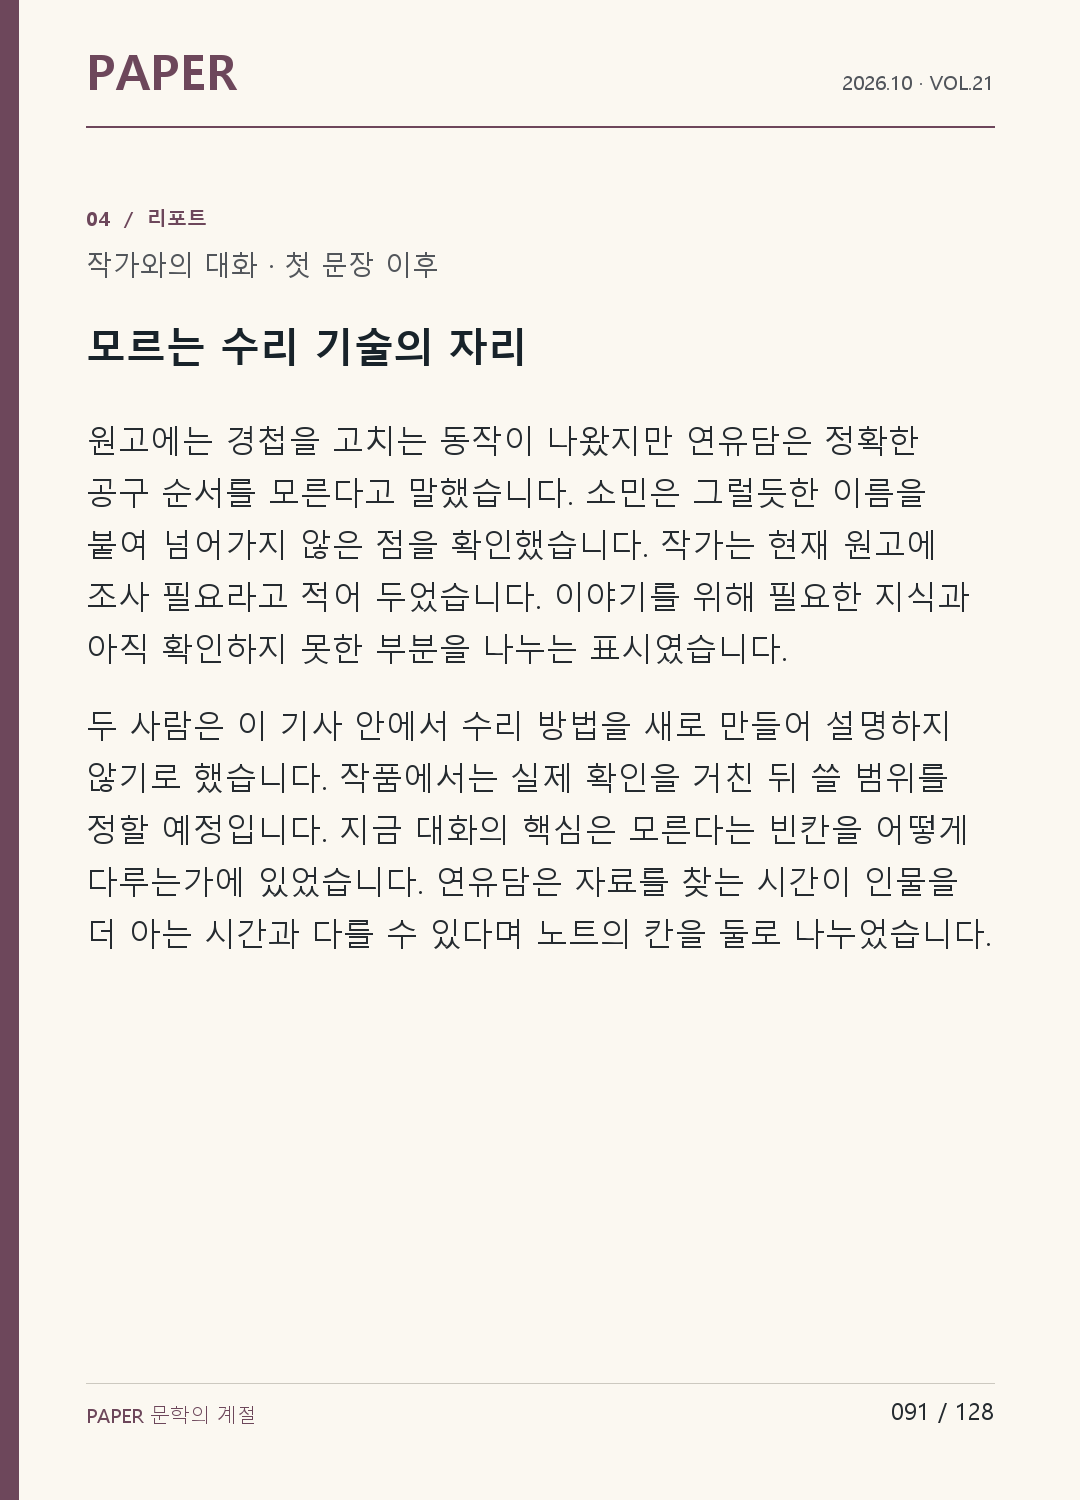 PAPER
2026.10 · VOL.21
04 / 리포트
작가와의 대화 · 첫 문장 이후
모르는 수리 기술의 자리
원고에는 경첩을 고치는 동작이 나왔지만 연유담은 정확한
공구 순서를 모른다고 말했습니다. 소민은 그럴듯한 이름을
붙여 넘어가지 않은 점을 확인했습니다. 작가는 현재 원고에
조사 필요라고 적어 두었습니다. 이야기를 위해 필요한 지식과
아직 확인하지 못한 부분을 나누는 표시였습니다.
두 사람은 이 기사 안에서 수리 방법을 새로 만들어 설명하지
않기로 했습니다. 작품에서는 실제 확인을 거친 뒤 쓸 범위를
정할 예정입니다. 지금 대화의 핵심은 모른다는 빈칸을 어떻게
다루는가에 있었습니다. 연유담은 자료를 찾는 시간이 인물을
더 아는 시간과 다를 수 있다며 노트의 칸을 둘로 나누었습니다.
PAPER 문학의 계절
091 / 128